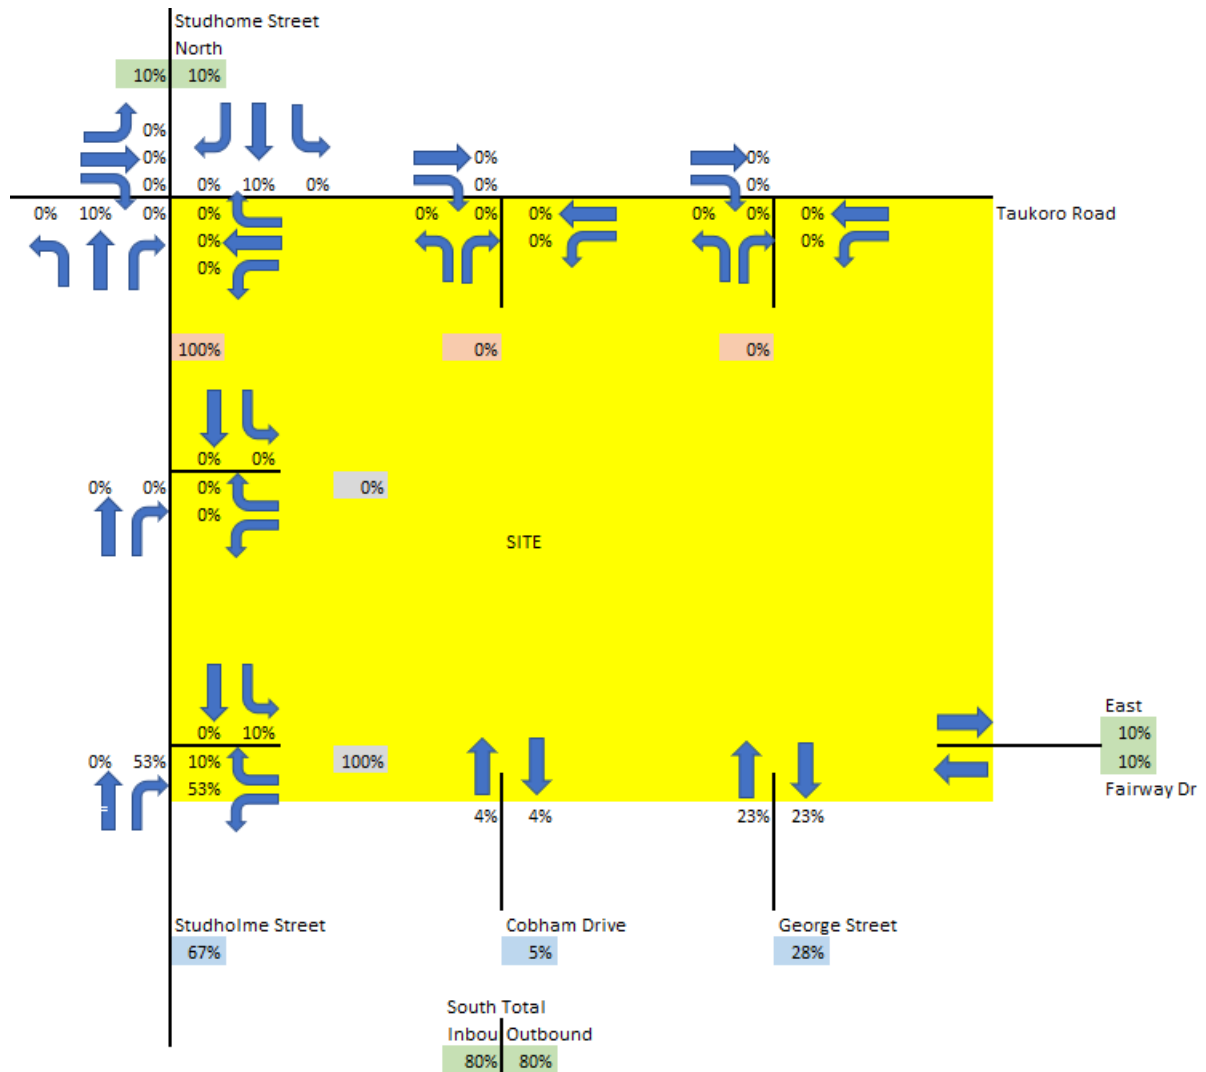 Studhome Street
North
10% 10%
0%
0% 0% 0%
0% 0% 10% 0% 0% 0%
0% 10% 0% 0% 0% 0% 0% 0% 0% 0% Taukoro Road
0% 0% 0%
0%
100% 0% 0%
0% 0%
0% 0% 0% 0%
0%
SITE
East
0% 10% 10%
0% 53% 10% 100% 10%
53% Fairway Dr
= 4% 4% 23% 23%
Studholme Street Cobham Drive George Street
67% 5% 28%
South Total
Inbou Outbound
80% 80%